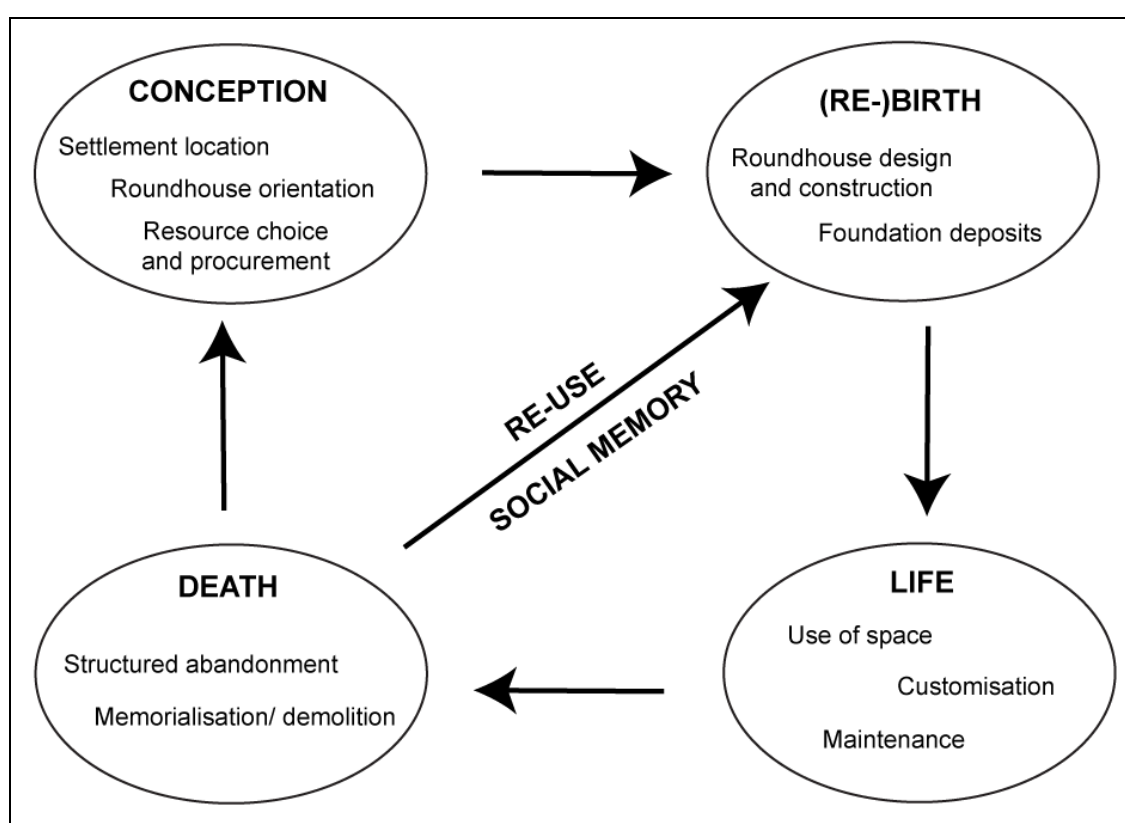 CONCEPTION
Settlement location
Roundhouse orientation
Resource choice
and procurement
(RE-)BIRTH
Roundhouse design
and construction
Foundation deposits
RE-USE
SOCIAL MEMORY
DEATH
Structured abandonment
Memorialisation/ demolition
LIFE
Use of space
Customisation
Maintenance